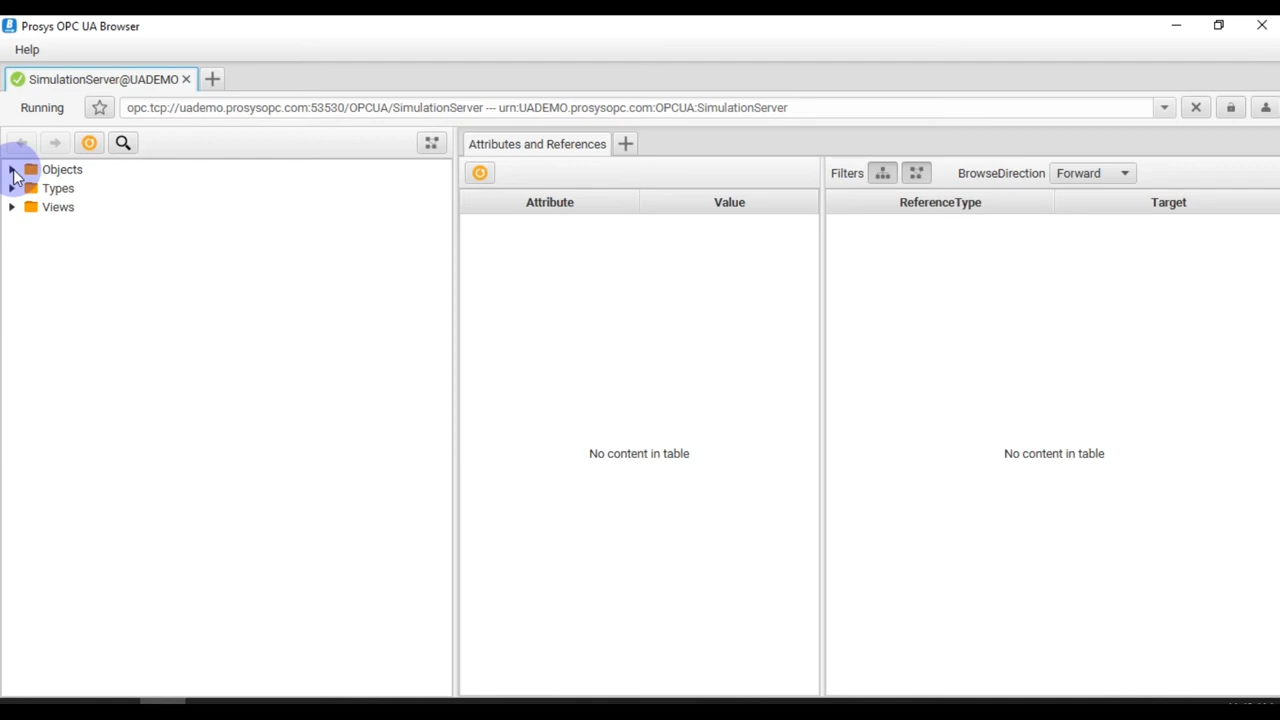 Prosys OPC UA Browser
Help
SimulationServer@UADEMO
Running
opc.tcp://uademo.prosysopc.com:53530/OPCUA/SimulationServer --- urn:UADEMO.prosysopc.com:OPCUA:SimulationServer
Attributes and References
Objects
Types
Views
Filters
BrowseDirection
Forward
Attribute
Value
ReferenceType
Target
No content in table
No content in table